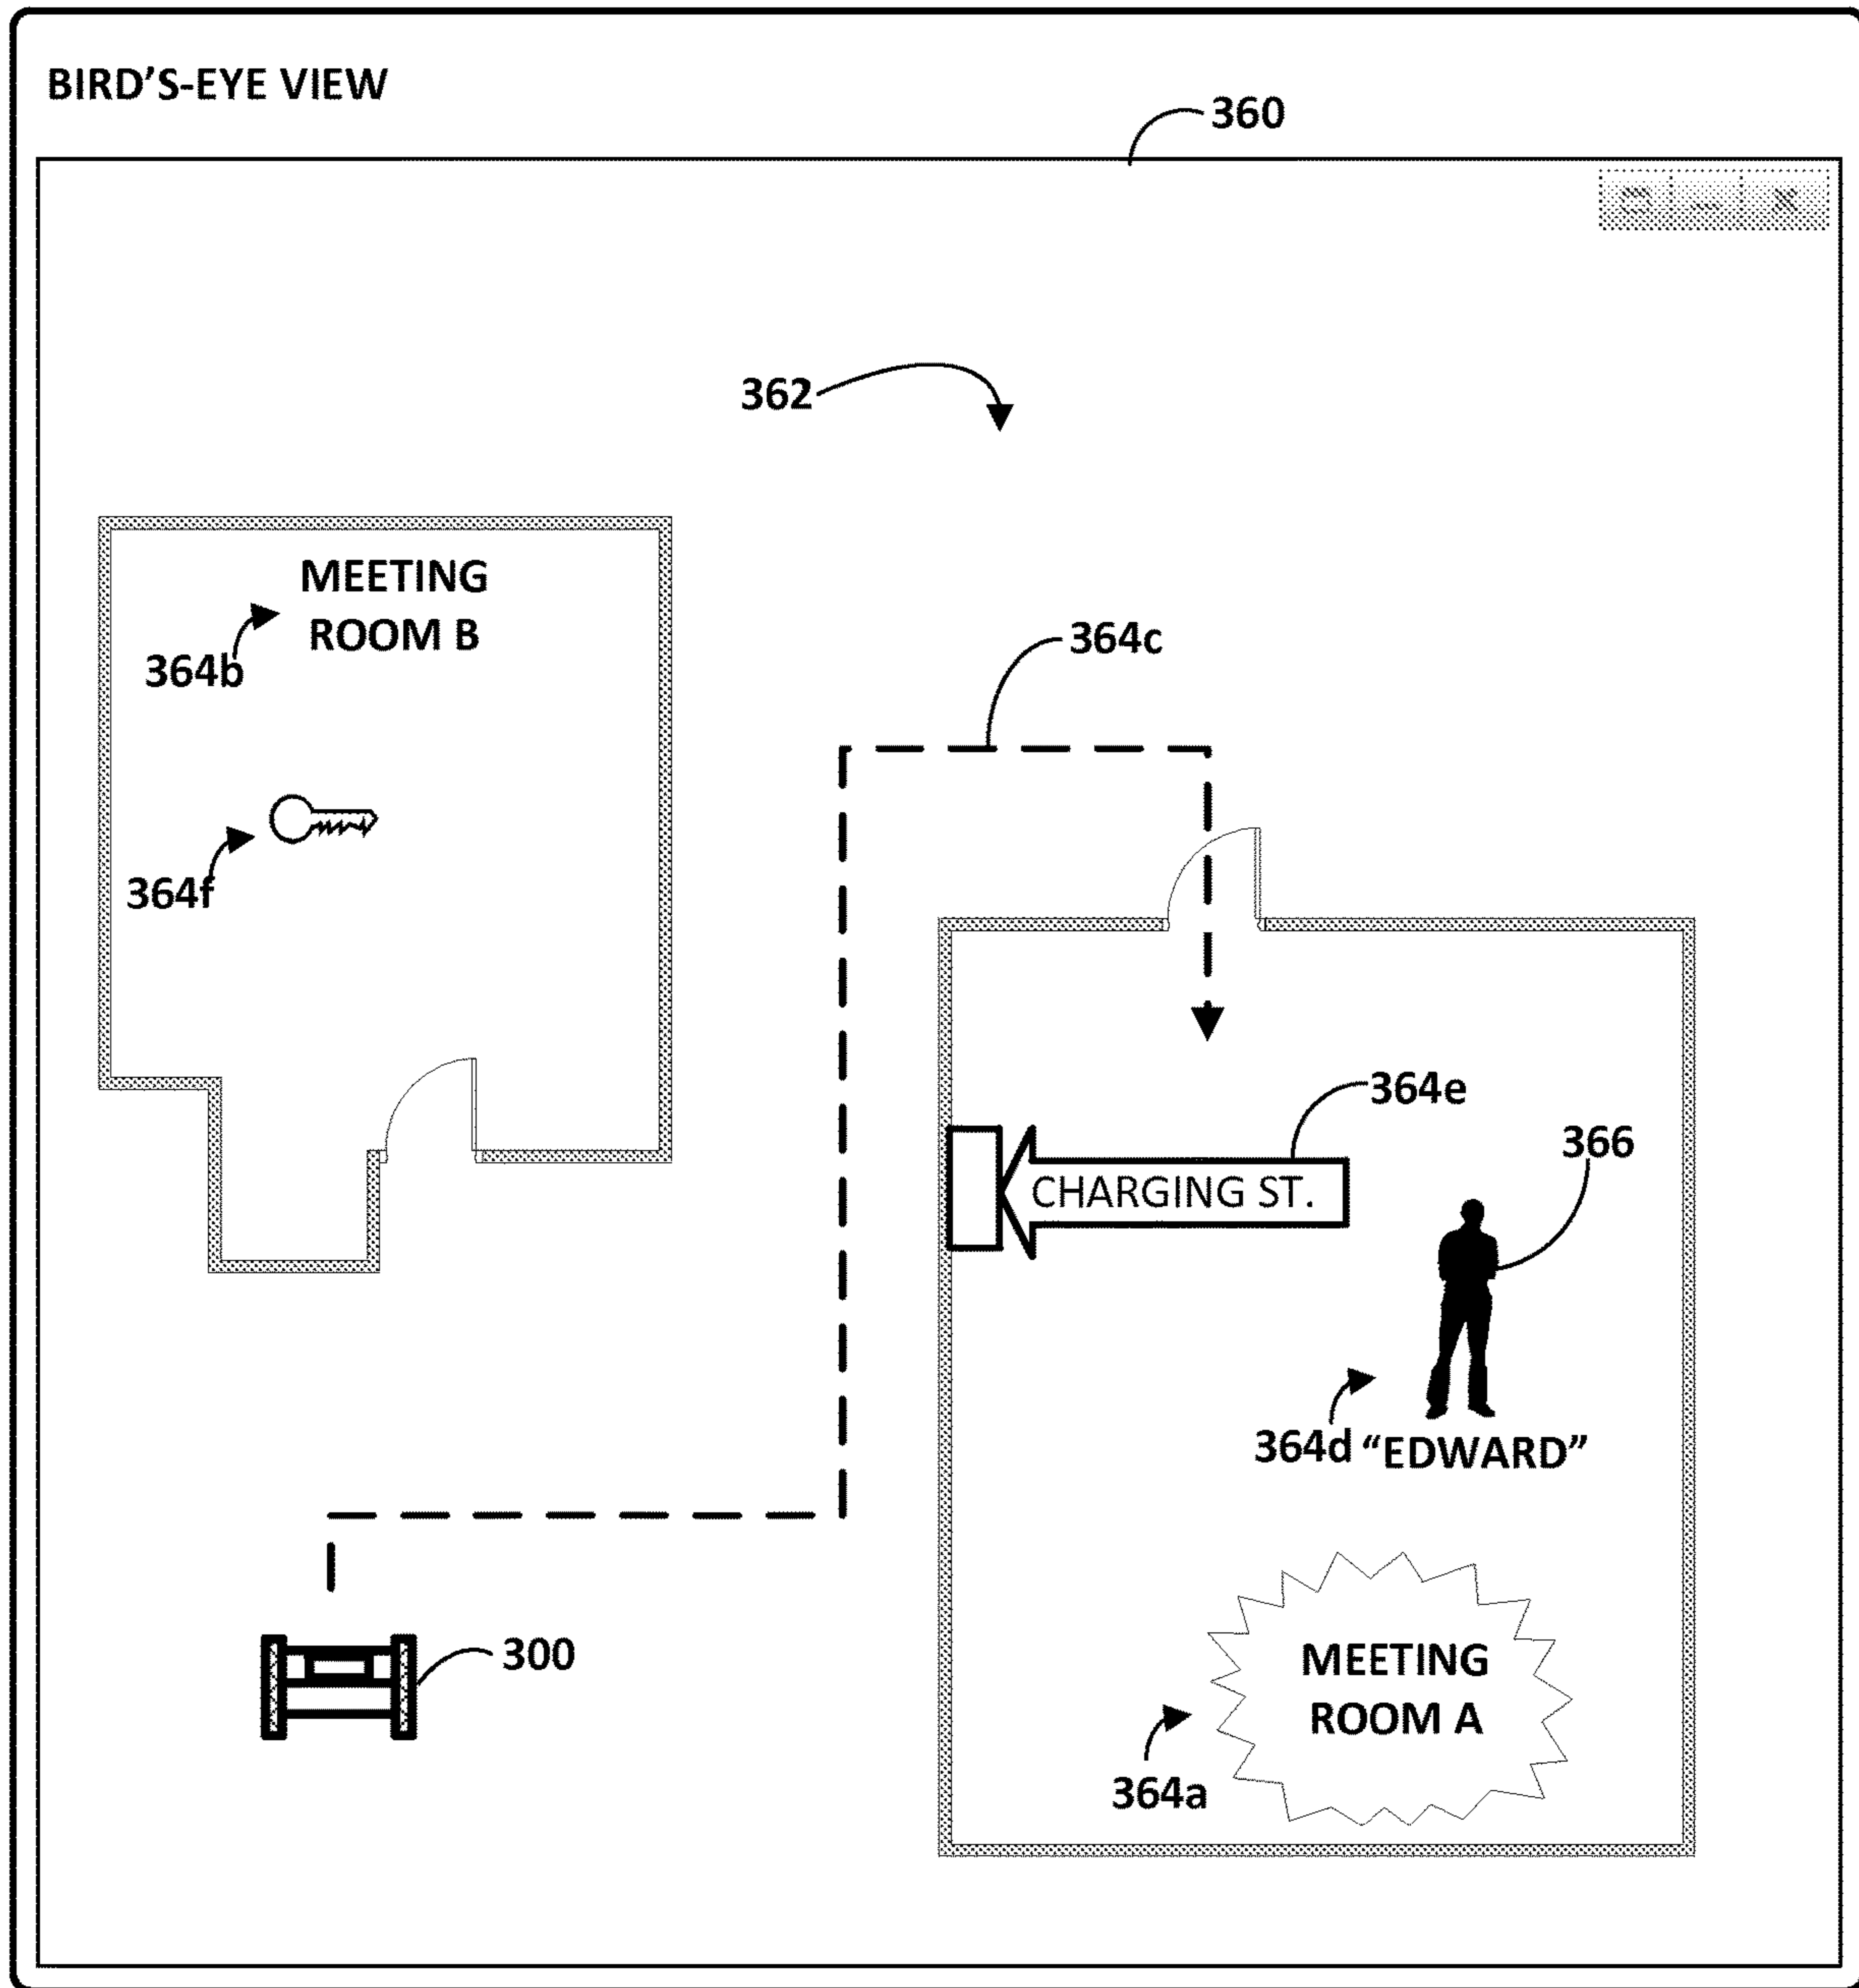 BIRD'S-EYE VIEW
360
362
MEETING
ROOM B
364b
364c
364f
364e
CHARGING ST.
366
364d "EDWARD"
300
MEETING
ROOM A
364a